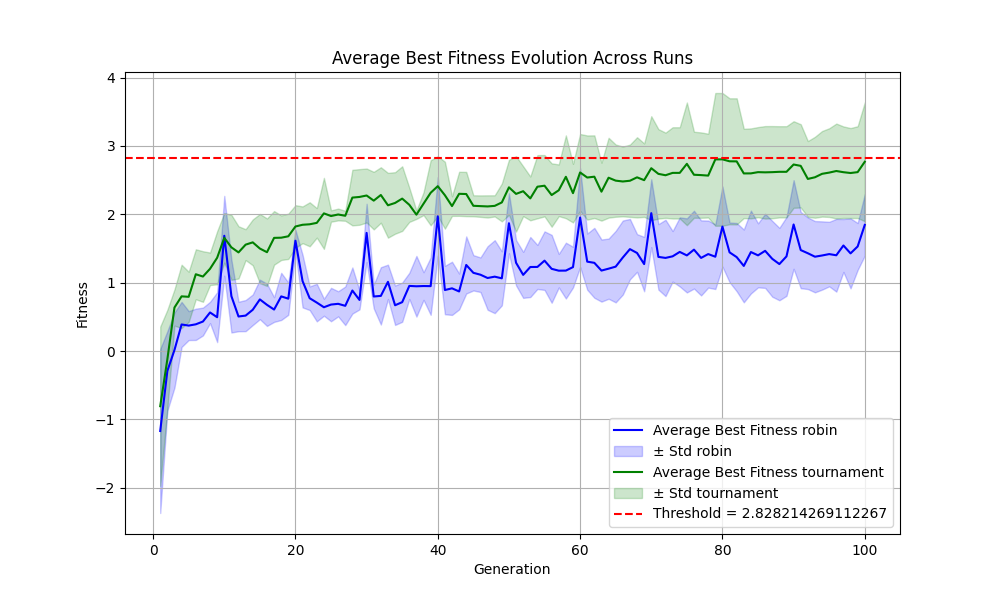 Average Best Fitness Evolution Across Runs
4
3
2
1
0
−1
−2
Fitness
0 20 40 60 80 100
Generation
Average Best Fitness robin
± Std robin
Average Best Fitness tournament
± Std tournament
Threshold = 2.828214269112267